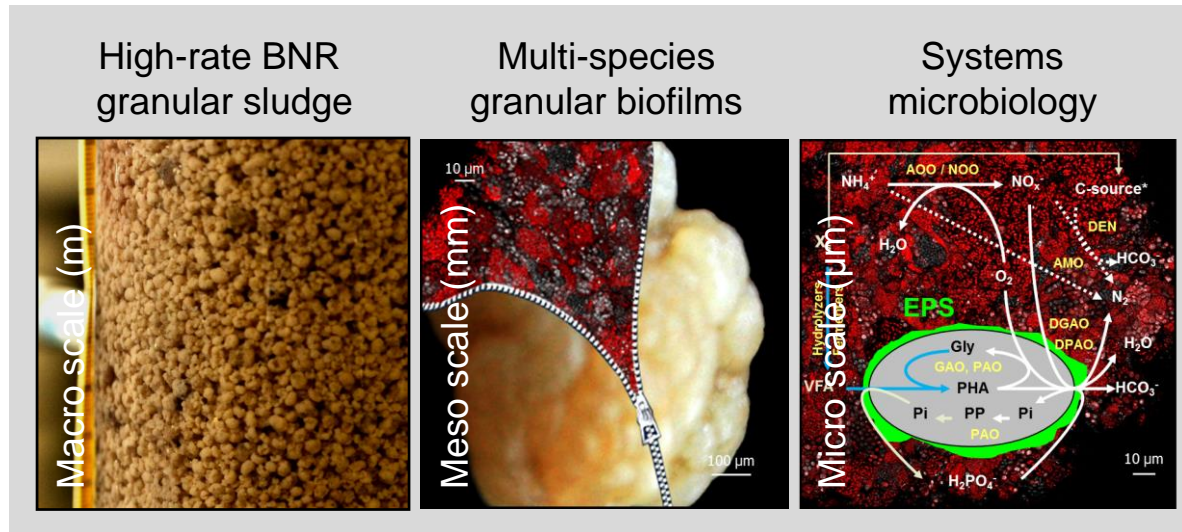 High-rate BNR
granular sludge
Multi-species
granular biofilms
Systems
microbiology
Macro scale (m)
Meso scale (mm)
10 µm
100 µm
Micro scale (µm)
AOO / NOO
NH₄⁺
NOₓ⁻
C-source*
DEN
H₂O
AMO
HCO₃⁻
O₂
N₂
EPS
DGAO
DPAO
H₂O
Hydrolyzers
Gly
GAO, PAO
VFA
PHA
HCO₃⁻
Pi
PP
Pi
PAO
H₂PO₄⁻
10 µm